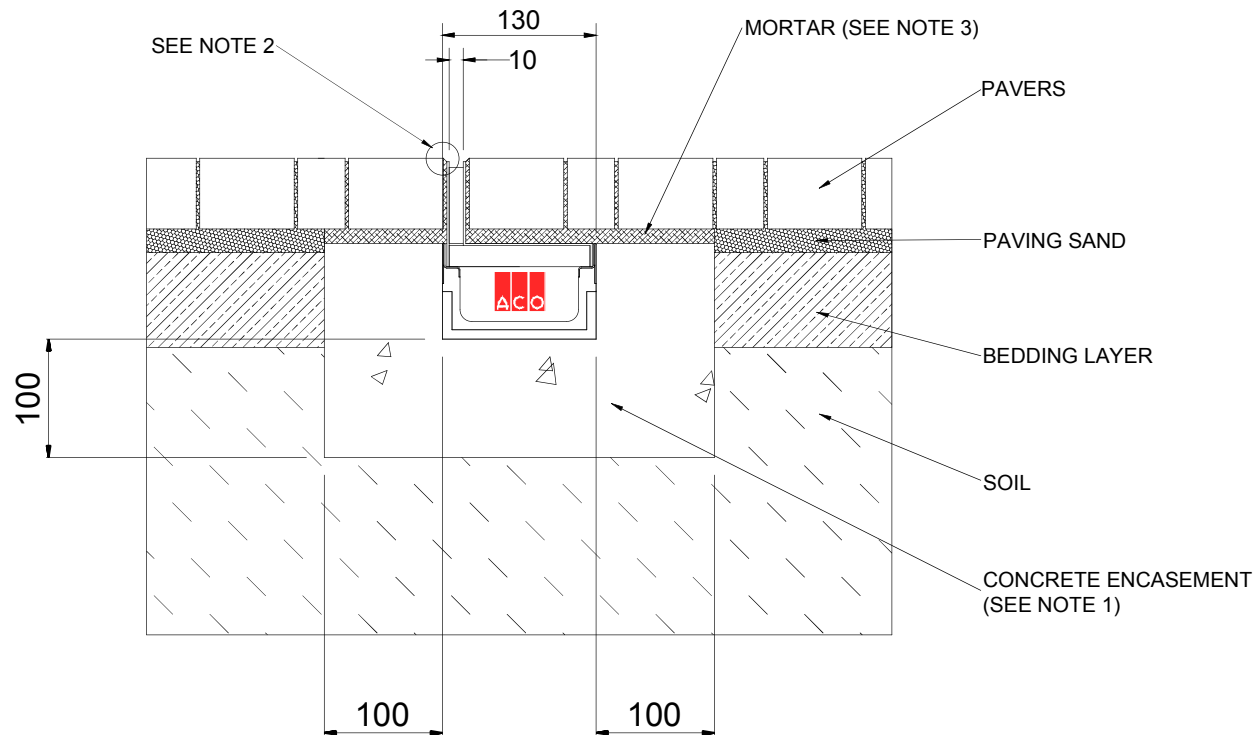 130
SEE NOTE 2
MORTAR (SEE NOTE 3)
10
PAVERS
PAVING SAND
ACO
BEDDING LAYER
100
SOIL
CONCRETE ENCASEMENT
(SEE NOTE 1)
100
100